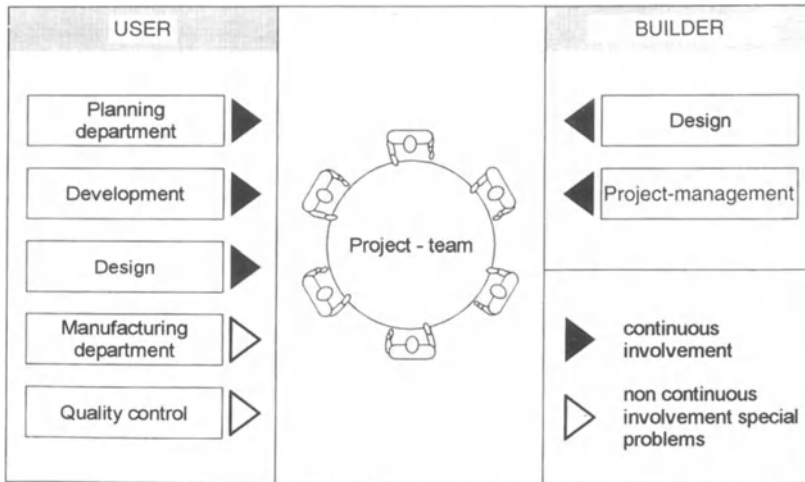 USER
Planning
department
Development
Design
Manufacturing
department
Quality control
Project - team
BUILDER
Design
Project-management
continuous
involvement
non continuous
involvement special
problems